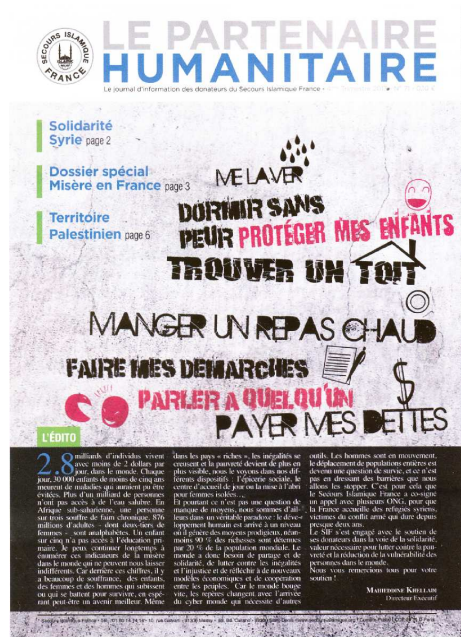 SECOURS ISLAMIQUE
FRANCE
LE PARTENAIRE
HUMANITAIRE
Le journal d'information des donateurs du Secours Islamique France
Solidarité
Syrie page 2
Dossier spécial
Misère en France page 3
Territoire
Palestinien page 6
ME LAVER
DORMIR SANS
PEUR PROTÉGER MES ENFANTS
TROUVER UN TOIT
MANGER UN REPAS CHAUD
FAIRE MES DEMARCHES
PARLER A QUELQU'UN
PAYER MES DETTES
$
L'ÉDITO
2.8 milliards d'individus vivent
avec moins de 2 dollars par
jour, dans le monde. Chaque
jour, 30 000 enfants de moins de cinq ans
meurent de maladies qui auraient pu être
évitées. Plus d'un milliard de personnes
n'ont pas accès à de l'eau salubre. En
Afrique sub-saharienne, une personne
sur trois souffre de faim chronique. 876
millions d'adultes - dont deux-tiers de
femmes - sont analphabètes. Un enfant
sur cinq n'a pas accès à l'éducation primaire.
Je peux continuer longtemps à
énumérer ces indicateurs de la misère
dans le monde qui ne peuvent nous laisser
indifférents. Car derrière ces chiffres, il y
a beaucoup de souffrance, des enfants,
des femmes et des hommes qui subissent
ou qui se battent pour survivre, en espérant
peut-être un avenir meilleur. Même
dans les pays « riches », les inégalités se
creusent et la pauvreté devient de plus en
plus visible, nous le voyons dans nos différents
dispositifs : l'épicerie sociale, le
centre d'accueil de jour ou la mise à l'abri
pour femmes isolées…
Et pourtant ce n'est pas une question de
manque de moyens, nous sommes d'ailleurs
dans un véritable paradoxe : le développement
humain est arrivé à un niveau
où il génère des moyens prodigieux, néanmoins
90 % des richesses sont détenues
par 20 % de la population mondiale. Le
monde a donc besoin de partage et de
solidarité, de lutter contre les inégalités
et l'injustice et de réfléchir à de nouveaux
modèles économiques et de coopération
entre les peuples. Car le monde bouge
vite, les repères changent avec l'arrivée
du cyber monde qui nécessite d'autres
outils. Les hommes sont en mouvement,
le déplacement de populations entières est
devenu une question de survie, et ce n'est
pas en dressant des barrières que nous
allons les stopper. C'est pour cela que
le Secours Islamique France a co-signé
un appel avec plusieurs ONG, pour que
la France accueille des réfugiés syriens,
victimes du conflit armé qui dure depuis
presque deux ans.
Le SIF s'est engagé avec le soutien de
ses donateurs dans la voie de la solidarité,
valeur nécessaire pour lutter contre la pauvreté
et la réduction de la vulnérabilité des
personnes dans le monde.
Nous vous remercions tous pour votre
soutien !
MAHIEDDINE KHELLADI
Directeur Exécutif
Secours Islamique France